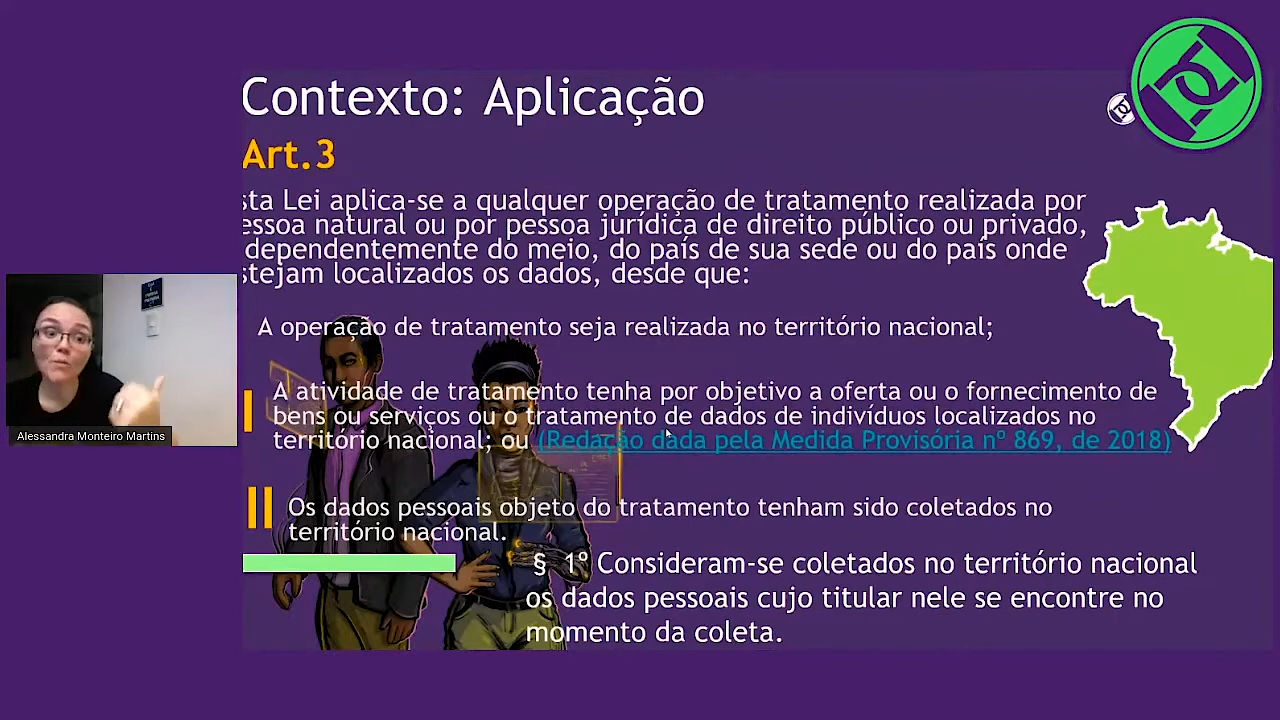 Contexto: Aplicação
Art.3
sta Lei aplica-se a qualquer operação de tratamento realizada por
essoa natural ou por pessoa jurídica de direito público ou privado,
dependentemente do meio, do país de sua sede ou do país onde
stejam localizados os dados, desde que:
A operação de tratamento seja realizada no território nacional;
I A atividade de tratamento tenha por objetivo a oferta ou o fornecimento de
bens ou serviços ou o tratamento de dados de indivíduos localizados no
território nacional; ou (Redação dada pela Medida Provisória nº 869, de 2018)
II Os dados pessoais objeto do tratamento tenham sido coletados no
território nacional.
§ 1º Consideram-se coletados no território nacional
os dados pessoais cujo titular nele se encontre no
momento da coleta.
Alessandra Monteiro Martins